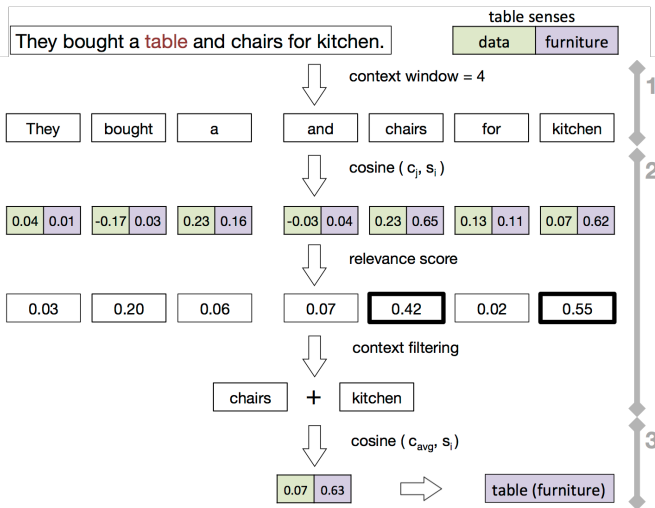 table senses
They bought a table and chairs for kitchen.
data furniture
context window = 4
1
They bought a and chairs for kitchen
cosine ( cj, si )
2
0.04 0.01 -0.17 0.03 0.23 0.16 -0.03 0.04 0.23 0.65 0.13 0.11 0.07 0.62
relevance score
0.03 0.20 0.06 0.07 0.42 0.02 0.55
context filtering
chairs + kitchen
cosine ( cavg, si )
3
0.07 0.63 table (furniture)